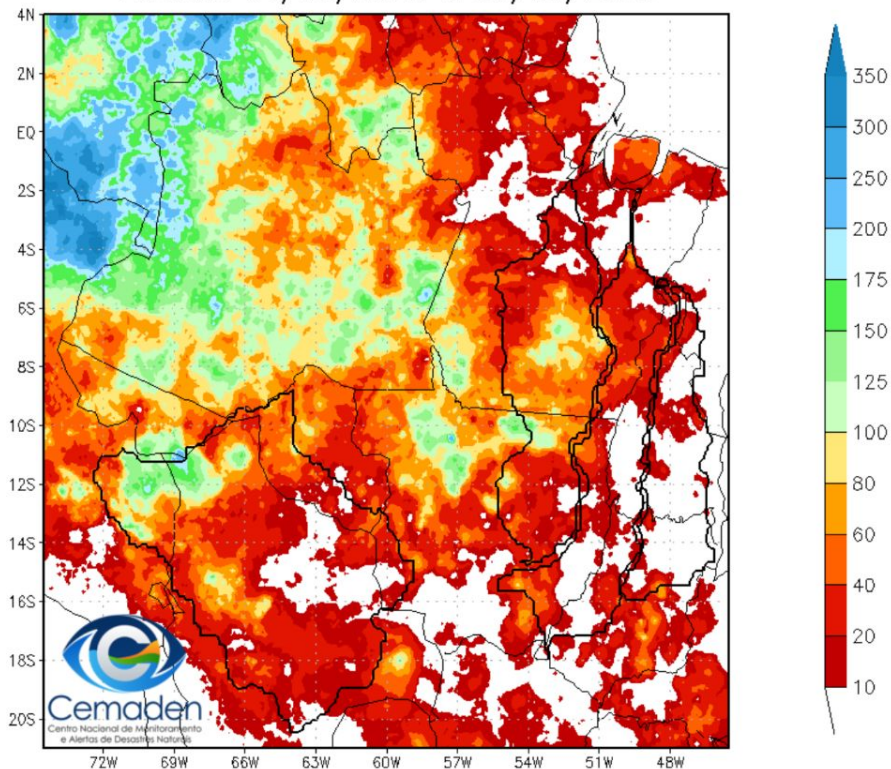 4N
2N
EQ
2S
4S
6S
8S
10S
12S
14S
16S
18S
20S
72W 69W 66W 63W 60W 57W 54W 51W 48W
350
300
250
200
175
150
125
100
80
60
40
20
10
Cemaden
Centro Nacional de Monitoramento
e Alertas de Desastres Naturais